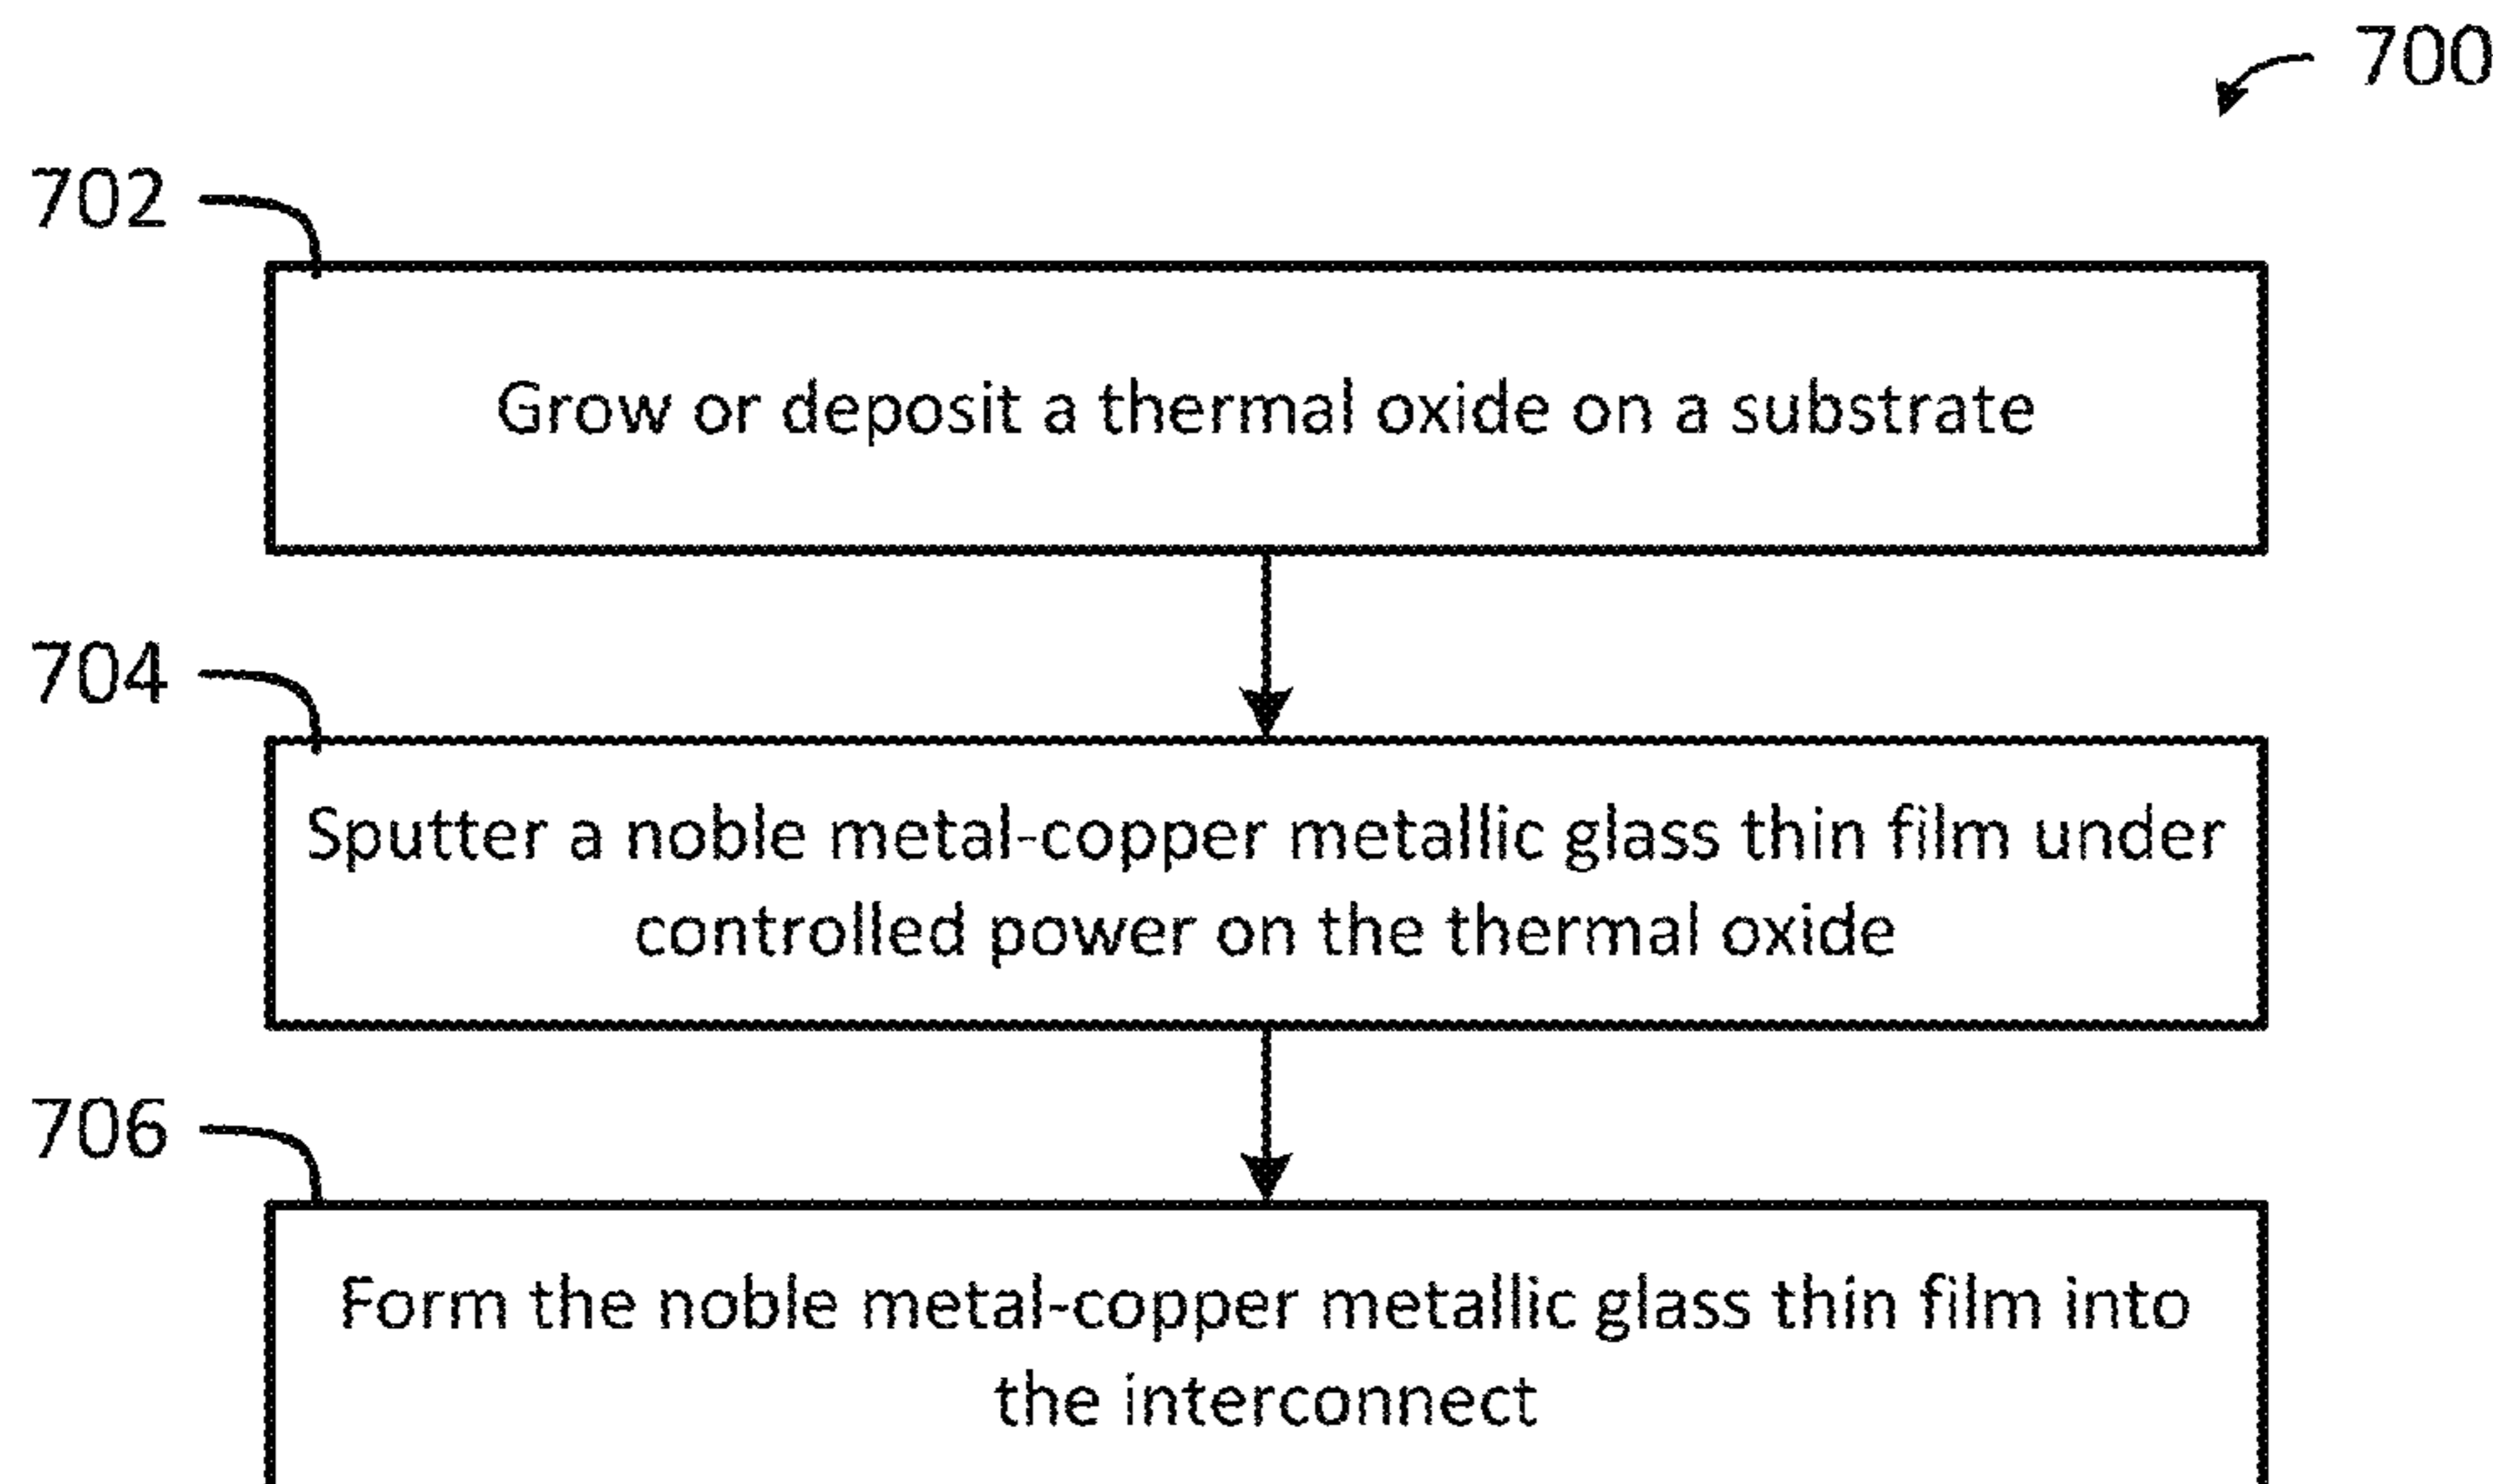 700
702
Grow or deposit a thermal oxide on a substrate
704
Sputter a noble metal-copper metallic glass thin film under
controlled power on the thermal oxide
706
Form the noble metal-copper metallic glass thin film into
the interconnect